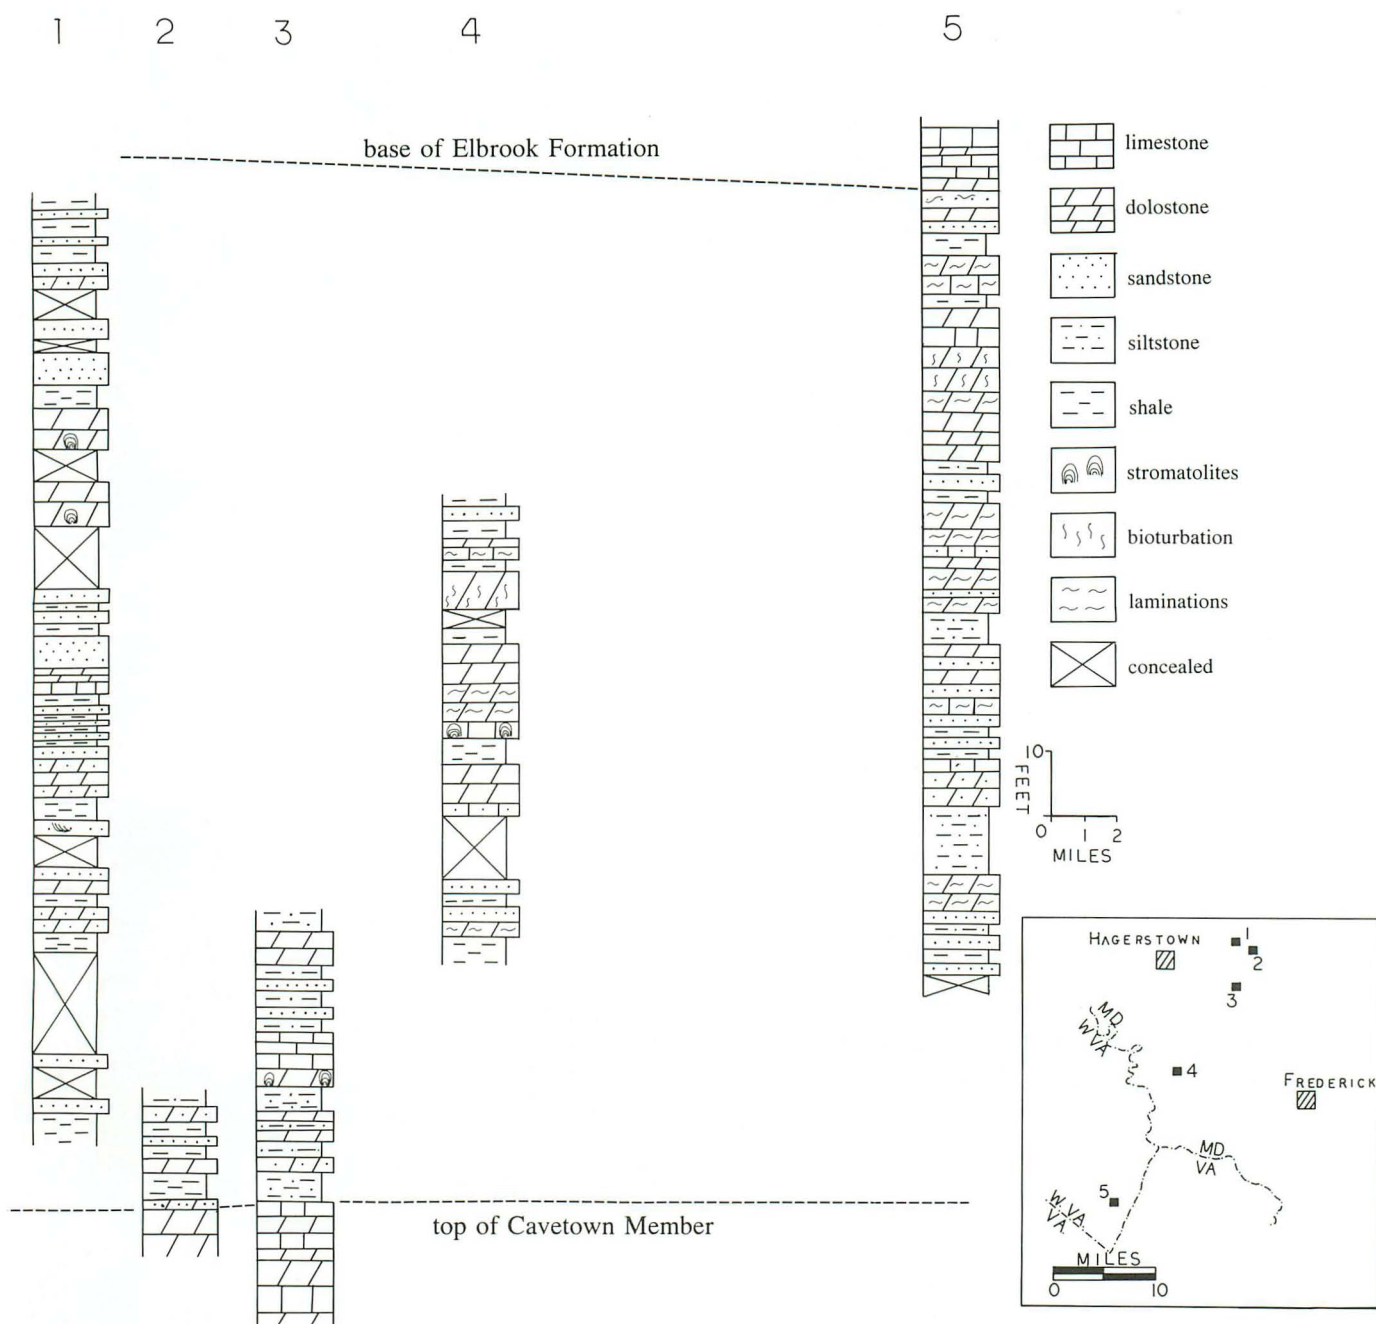 1 2 3 4 5
base of Elbrook Formation
limestone
dolostone
sandstone
siltstone
shale
stromatolites
bioturbation
laminations
concealed
10
FEET
0 1 2
MILES
top of Cavetown Member
HAGERSTOWN
1
2
3
MD
W VA
4
FREDERICK
MD
VA
5
W VA
VA
MILES
0 10